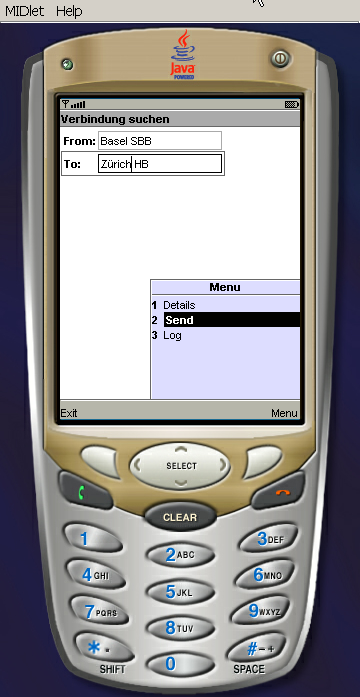 MIDlet Help
Java
POWERED
Verbindung suchen
From: Basel SBB
To: Zürich HB
Menu
1 Details
2 Send
3 Log
Exit Menu
SELECT
CLEAR
1
2 ABC
3 DEF
4 GHI
5 JKL
6 MNO
7 PQRS
8 TUV
9 WXYZ
* .
0
# - +
SHIFT
SPACE